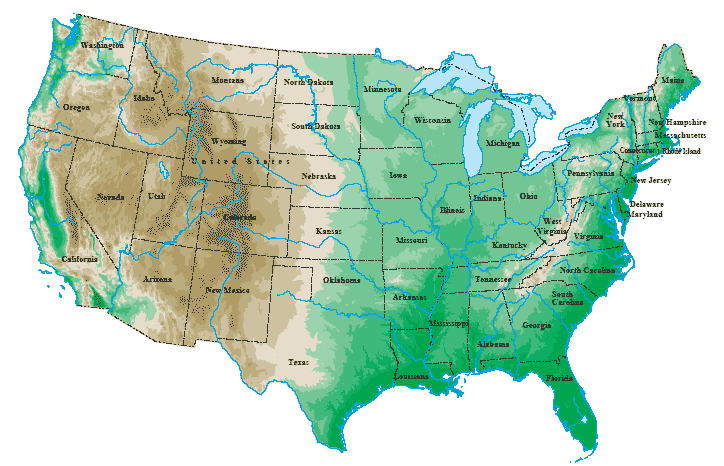 Washington
Montana
North Dakota
Minnesota
Maine
Oregon
Idaho
Wyoming
South Dakota
Wisconsin
Michigan
New
York
Vermont
New Hampshire
Massachusetts
Connecticut
Rhode Island
United States
Nevada
Utah
Colorado
Nebraska
Iowa
Illinois
Indiana
Ohio
Pennsylvania
New Jersey
Delaware
Maryland
California
Kansas
Missouri
Kentucky
West
Virginia
Virginia
Arizona
New Mexico
Oklahoma
Arkansas
Tennessee
North Carolina
South
Carolina
Texas
Louisiana
Mississippi
Alabama
Georgia
Florida